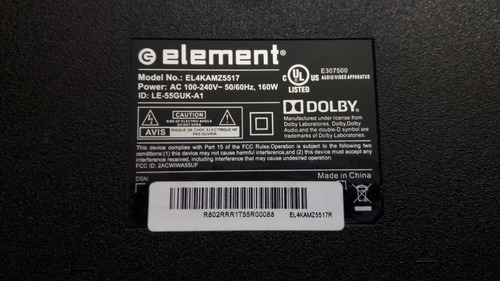 element®
Model No.: EL4KAMZ5517
Power: AC 100-240V~ 50/60Hz, 160W
ID: LE-55GUK-A1
c UL US LISTED
E307500
AUDIO/VIDEO APPARATUS
DOLBY.
CAUTION
RISK OF ELECTRIC SHOCK
DO NOT OPEN
AVIS
RISQUE DE CHOC ELECTRIQUE
NE PAS OUVRIR
Manufactured under license from
Dolby Laboratories. Dolby,Dolby
Audio,and the double-D symbol are
trademarks of Dolby Laboratories.
This device complies with Part 15 of the FCC Rules.Operation is subject to the following two
conditions:(1) this device may not cause harmful interference, and
(2) this device must accept any interference received, including interference that may cause undesired operation.
FCC ID: 2ACWIWA55UF
DSN:
Made in China
R802RRR1T55R00088
EL4KAMZ5517R